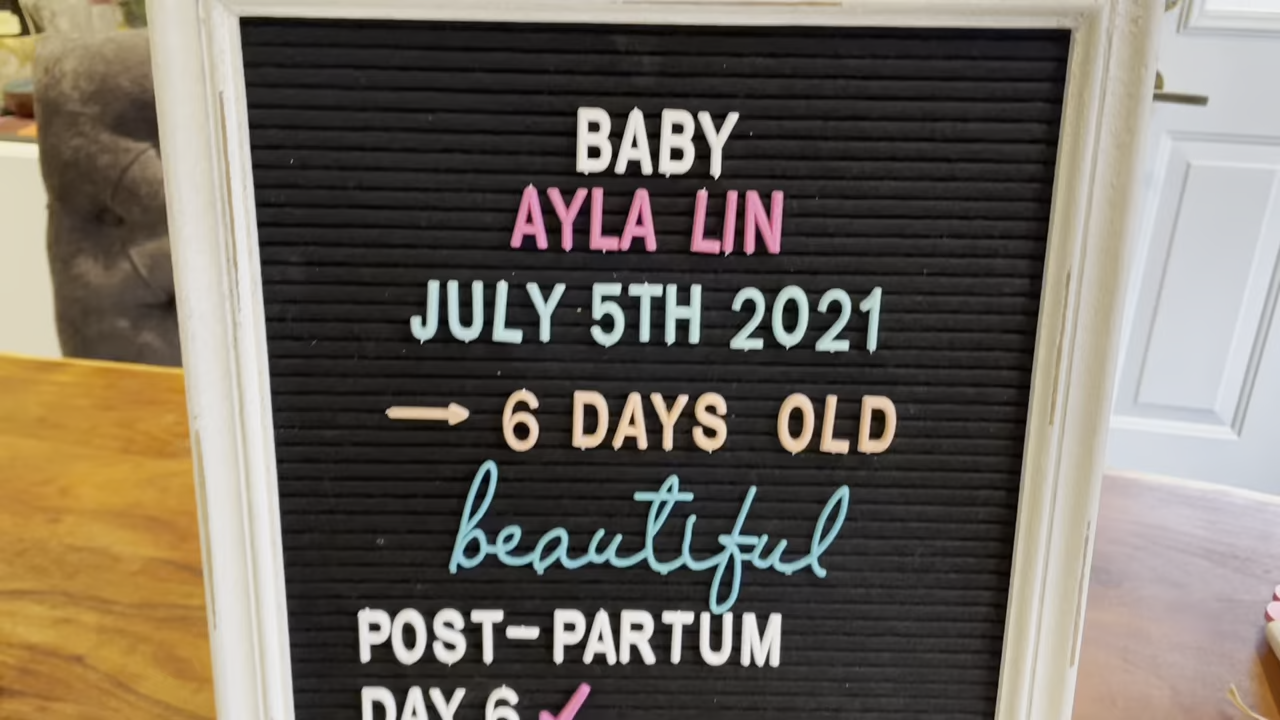 BABY
AYLA LIN
JULY 5TH 2021
→ 6 DAYS OLD
beautiful
POST-PARTUM
DAY 6 ✓